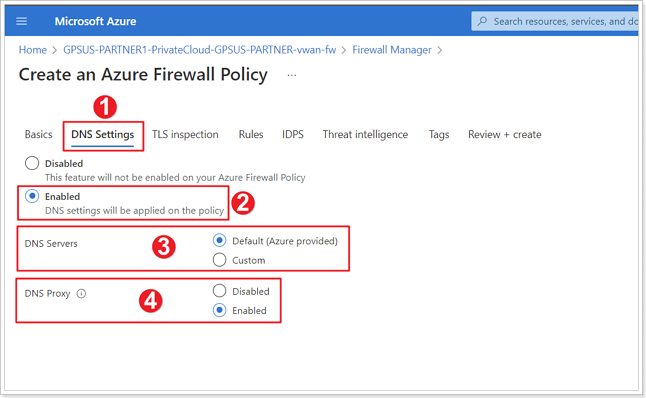 Microsoft Azure
Search resources, services, and do
Home > GPSUS-PARTNER1-PrivateCloud-GPSUS-PARTNER-vwan-fw > Firewall Manager >
Create an Azure Firewall Policy ...
1
Basics DNS Settings TLS inspection Rules IDPS Threat intelligence Tags Review + create
Disabled
This feature will not be enabled on your Azure Firewall Policy
Enabled
DNS settings will be applied on the policy
2
DNS Servers 3 Default (Azure provided)
Custom
DNS Proxy 4 Disabled
Enabled